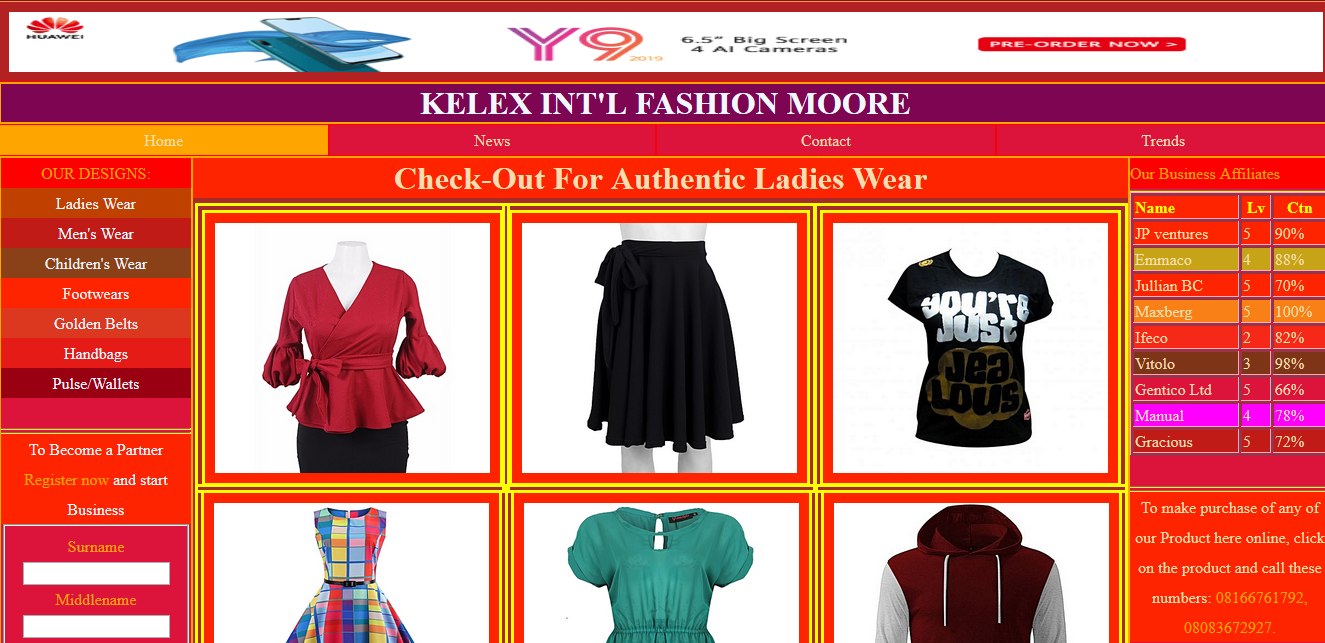 HUAWEI
Y9
2019
6.5” Big Screen
4 AI Cameras
PRE-ORDER NOW >
KELEX INT'L FASHION MOORE
Home
News
Contact
Trends
OUR DESIGNS:
Ladies Wear
Men's Wear
Children's Wear
Footwears
Golden Belts
Handbags
Pulse/Wallets
To Become a Partner
Register now and start
Business
Surname
Middlename
Check-Out For Authentic Ladies Wear
you're
Just
Jea
Lous
Our Business Affiliates
Name Lv Ctn
JP ventures 5 90%
Emmaco 4 88%
Jullian BC 5 70%
Maxberg 5 100%
Ifeco 2 82%
Vitolo 3 98%
Gentico Ltd 5 66%
Manual 4 78%
Gracious 5 72%
To make purchase of any of
our Product here online, click
on the product and call these
numbers: 08166761792,
08083672927.